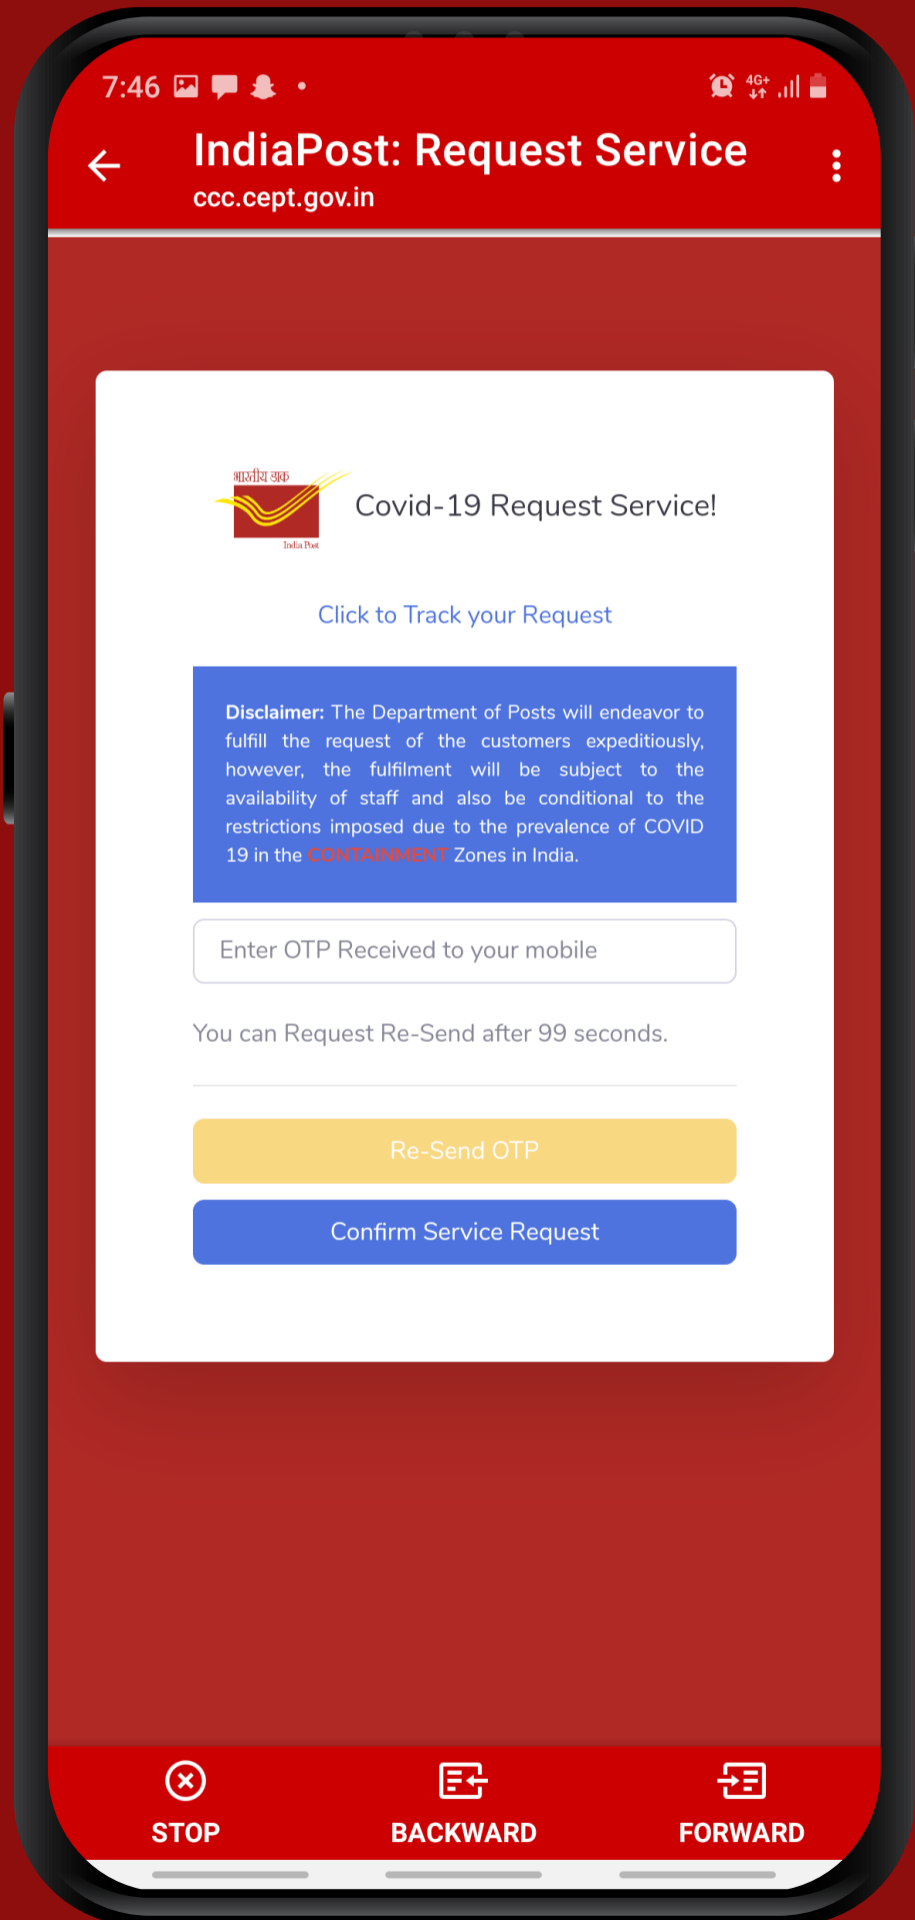 7:46
4G+
IndiaPost: Request Service
ccc.cept.gov.in
भारतीय डाक
India Post
Covid-19 Request Service!
Click to Track your Request
Disclaimer: The Department of Posts will endeavor to
fulfill the request of the customers expeditiously,
however, the fulfilment will be subject to the
availability of staff and also be conditional to the
restrictions imposed due to the prevalence of COVID
19 in the CONTAINMENT Zones in India.
Enter OTP Received to your mobile
You can Request Re-Send after 99 seconds.
Re-Send OTP
Confirm Service Request
STOP BACKWARD FORWARD